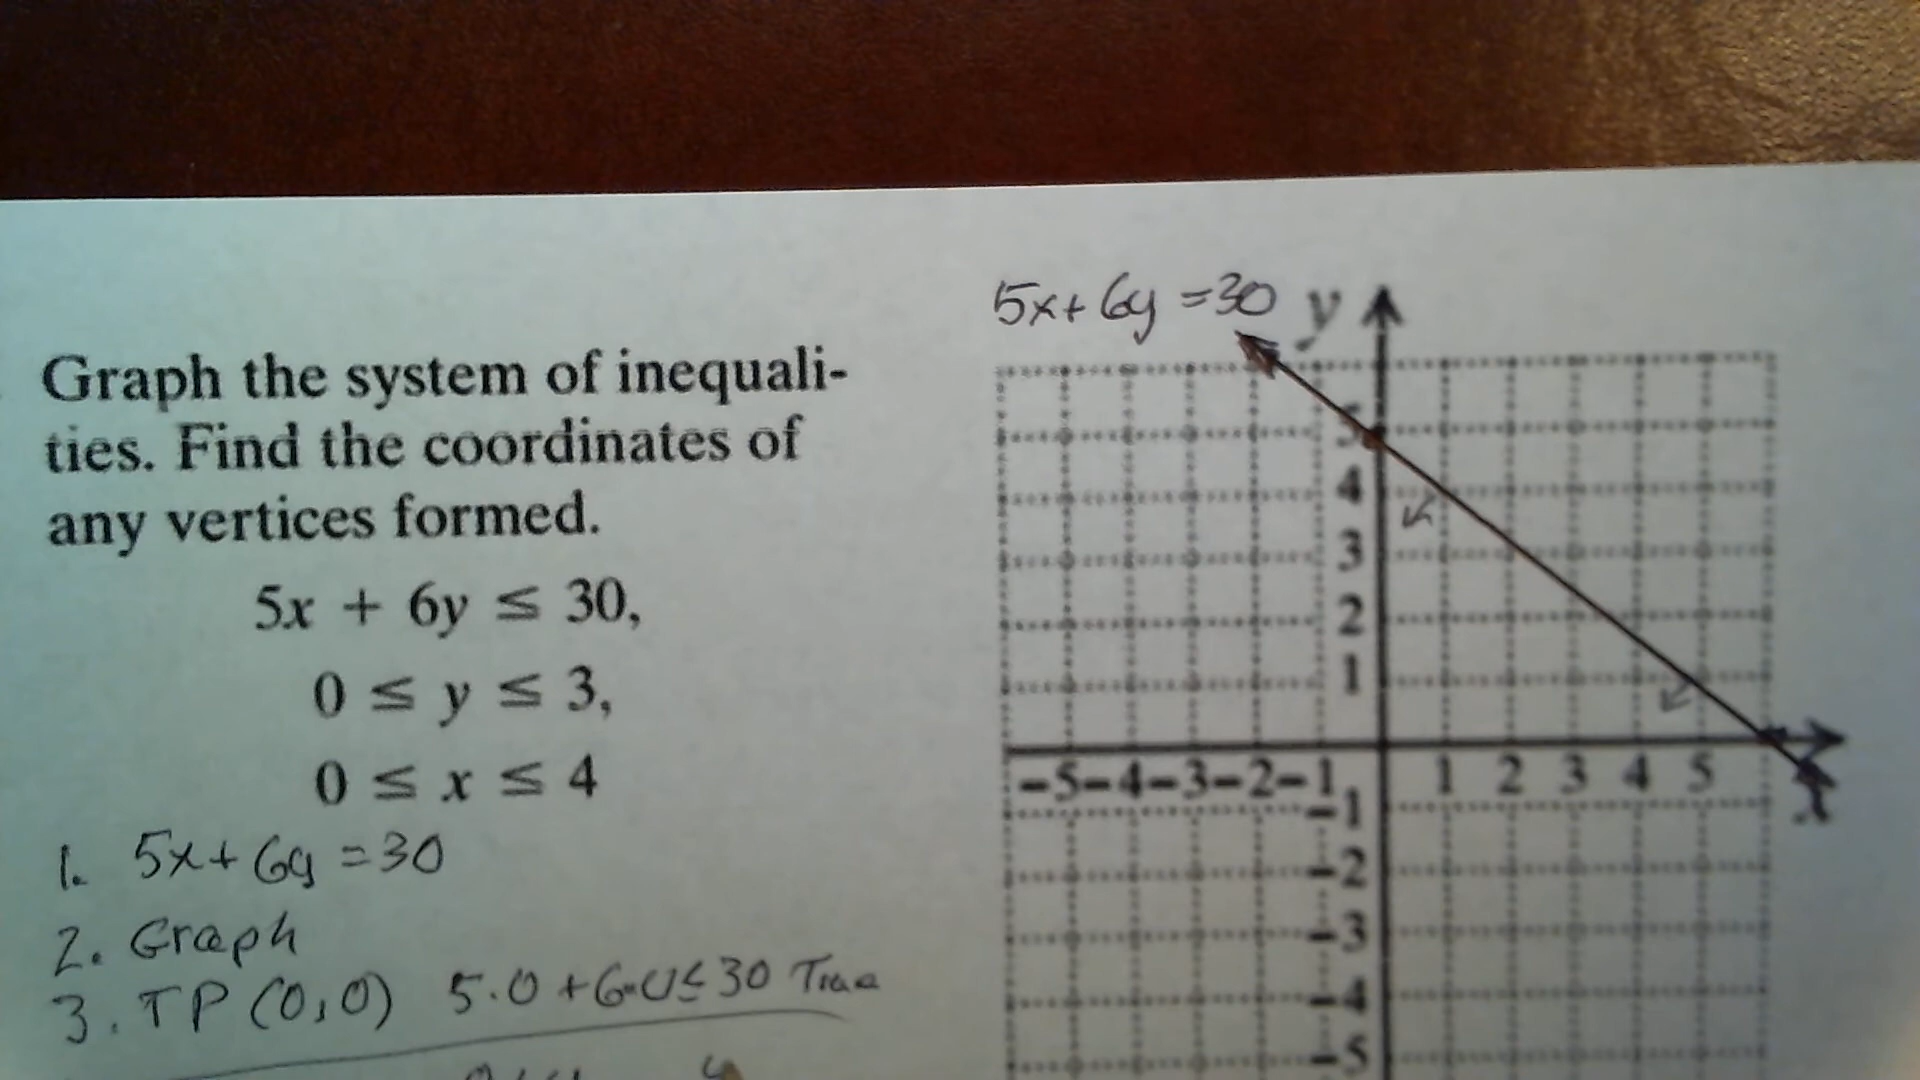 Graph the system of inequali-
ties. Find the coordinates of
any vertices formed.
5x + 6y ≤ 30,
0 ≤ y ≤ 3,
0 ≤ x ≤ 4
1. 5x+6y=30
2. Graph
3. TP (0,0) 5·0+6·0≤30 True
5x+6y=30
y
5
4
3
2
1
-5 -4 -3 -2 -1 1 2 3 4 5
x
-1
-2
-3
-4
-5